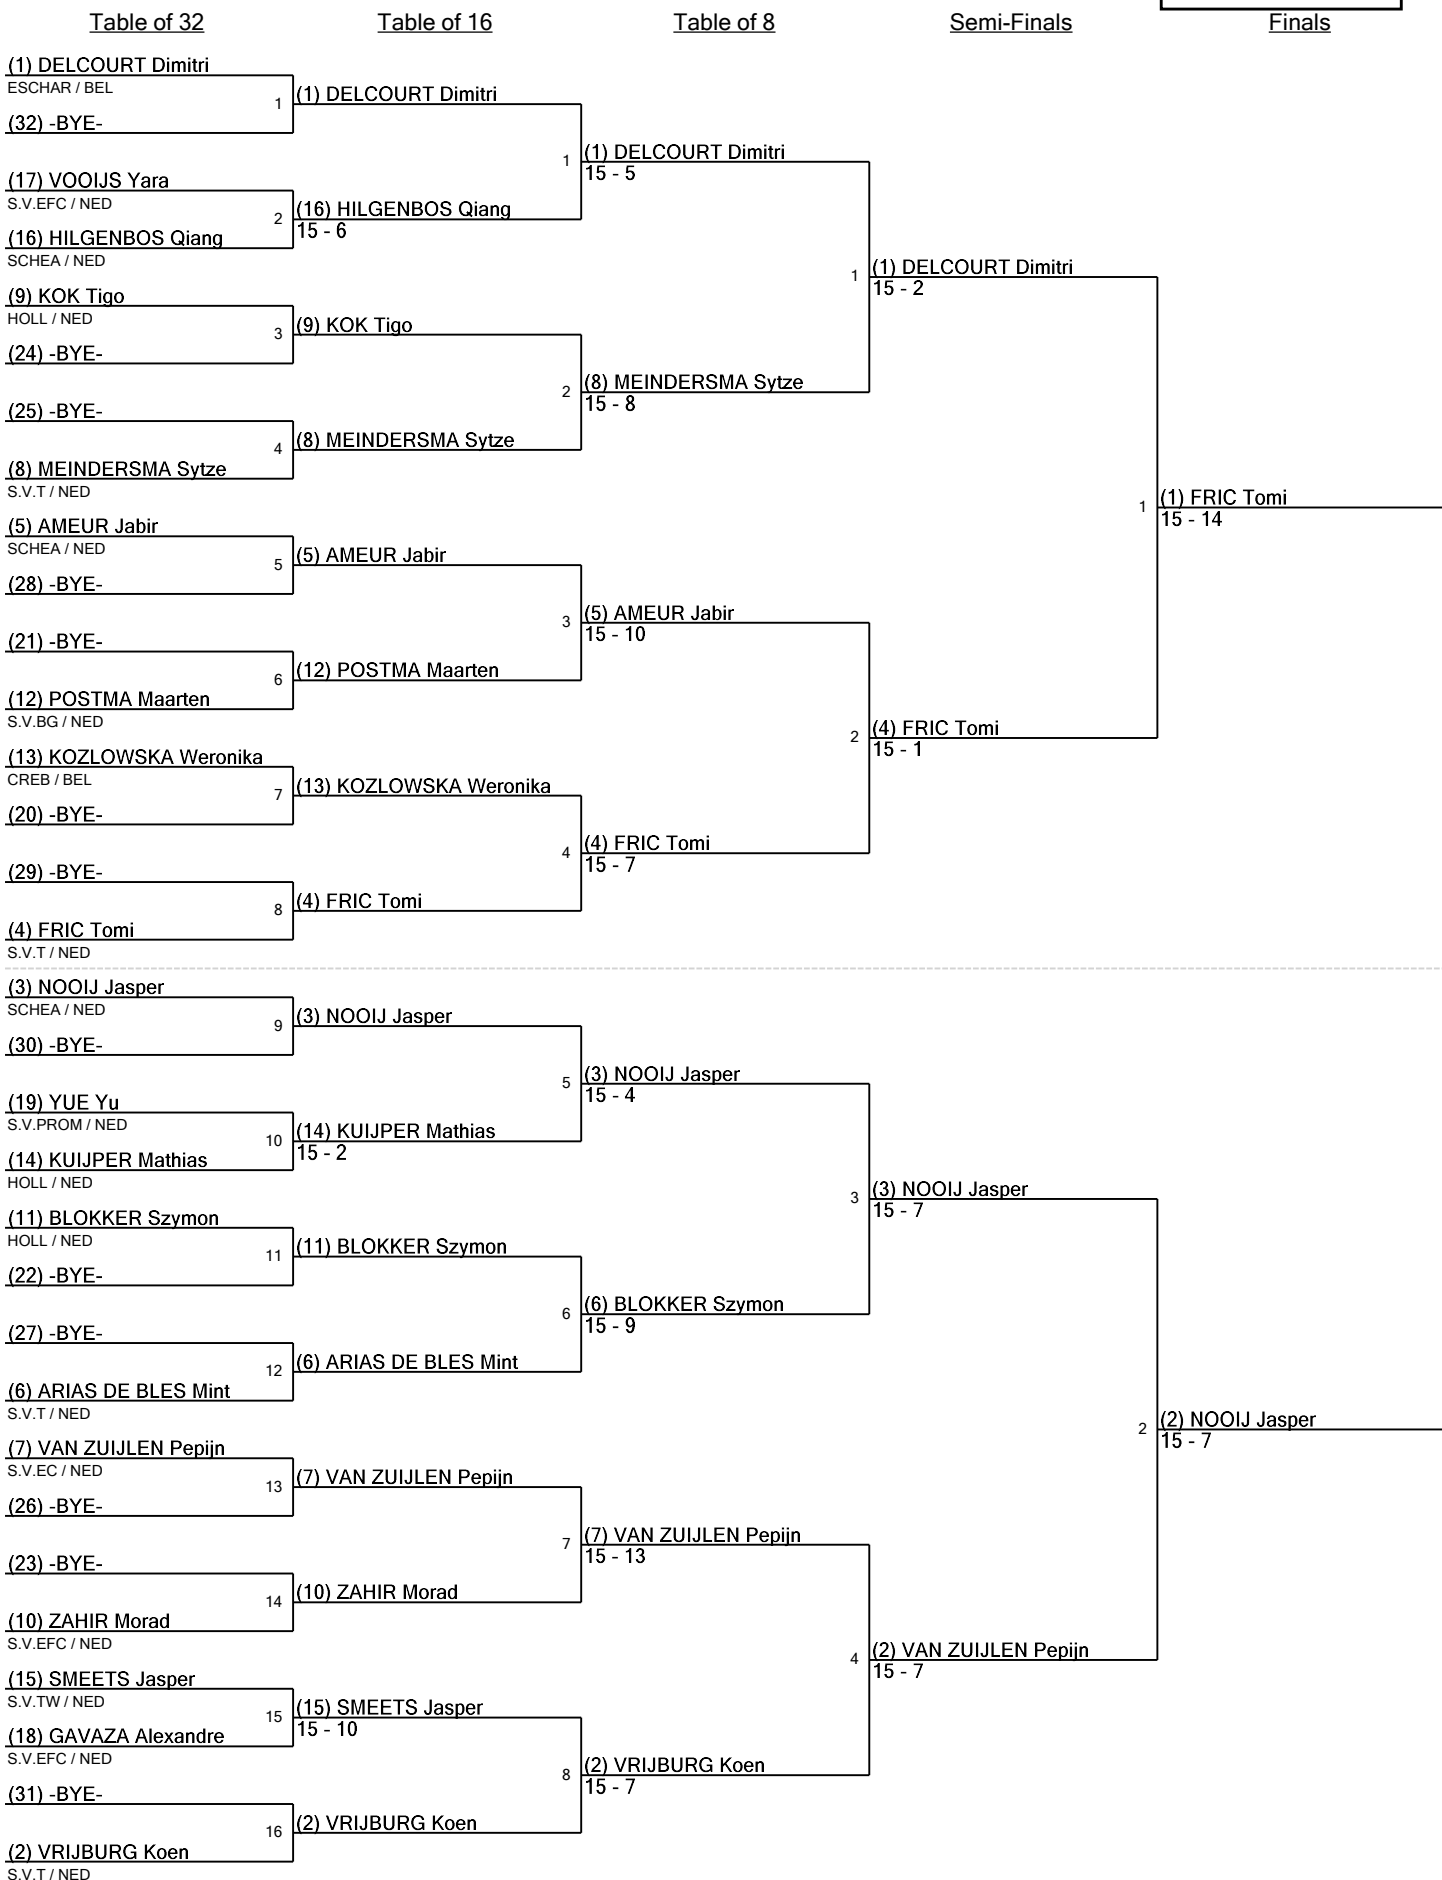 Table of 32
Table of 16
Table of 8
Semi-Finals
Finals
(1) DELCOURT Dimitri
ESCHAR / BEL
1
(32) -BYE-
(17) VOOIJS Yara
S.V.EFC / NED
2
(16) HILGENBOS Qiang
SCHEA / NED
(9) KOK Tigo
HOLL / NED
3
(24) -BYE-
(25) -BYE-
4
(8) MEINDERSMA Sytze
S.V.T / NED
(5) AMEUR Jabir
SCHEA / NED
5
(28) -BYE-
(21) -BYE-
6
(12) POSTMA Maarten
S.V.BG / NED
(13) KOZLOWSKA Weronika
CREB / BEL
7
(20) -BYE-
(29) -BYE-
8
(4) FRIC Tomi
S.V.T / NED
(3) NOOIJ Jasper
SCHEA / NED
9
(30) -BYE-
(19) YUE Yu
S.V.PROM / NED
10
(14) KUIJPER Mathias
HOLL / NED
(11) BLOKKER Szymon
HOLL / NED
11
(22) -BYE-
(27) -BYE-
12
(6) ARIAS DE BLES Mint
S.V.T / NED
(7) VAN ZUIJLEN Pepijn
S.V.EC / NED
13
(26) -BYE-
(23) -BYE-
14
(10) ZAHIR Morad
S.V.EFC / NED
(15) SMEETS Jasper
S.V.TW / NED
15
(18) GAVAZA Alexandre
S.V.EFC / NED
(31) -BYE-
16
(2) VRIJBURG Koen
S.V.T / NED
(1) DELCOURT Dimitri
1
(16) HILGENBOS Qiang
15 - 6
(9) KOK Tigo
2
(8) MEINDERSMA Sytze
(5) AMEUR Jabir
3
(12) POSTMA Maarten
(13) KOZLOWSKA Weronika
4
(4) FRIC Tomi
(3) NOOIJ Jasper
5
(14) KUIJPER Mathias
15 - 2
(11) BLOKKER Szymon
6
(6) ARIAS DE BLES Mint
(7) VAN ZUIJLEN Pepijn
7
(10) ZAHIR Morad
(15) SMEETS Jasper
15 - 10
8
(2) VRIJBURG Koen
(1) DELCOURT Dimitri
15 - 5
1
(8) MEINDERSMA Sytze
15 - 8
(5) AMEUR Jabir
15 - 10
2
(4) FRIC Tomi
15 - 7
(3) NOOIJ Jasper
15 - 4
3
(6) BLOKKER Szymon
15 - 9
(7) VAN ZUIJLEN Pepijn
15 - 13
4
(2) VRIJBURG Koen
15 - 7
(1) DELCOURT Dimitri
15 - 2
1
(4) FRIC Tomi
15 - 1
(3) NOOIJ Jasper
15 - 7
2
(2) VAN ZUIJLEN Pepijn
15 - 7
(1) FRIC Tomi
15 - 14
(2) NOOIJ Jasper
15 - 7